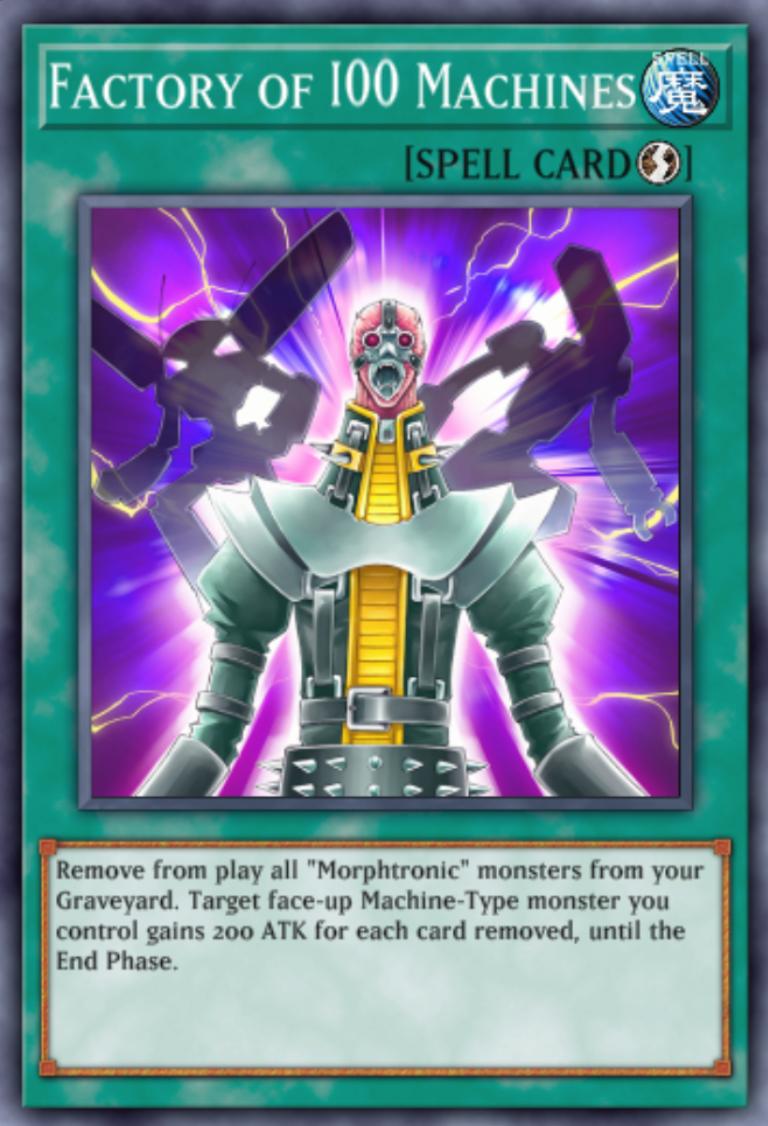 Factory of 100 Machines
SPELL
魔
[SPELL CARD]
Remove from play all "Morphtronic" monsters from your
Graveyard. Target face-up Machine-Type monster you
control gains 200 ATK for each card removed, until the
End Phase.